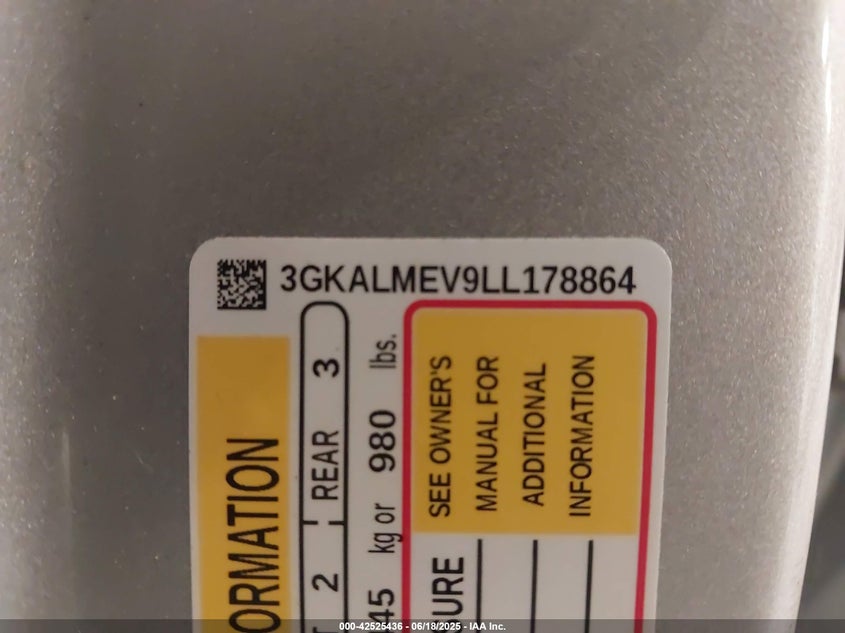 3GKALMEV9LL178864
ORMATION
2 REAR 3
45 kg or 980 lbs.
URE
SEE OWNER'S
MANUAL FOR
ADDITIONAL
INFORMATION
000-42525436 - 06/18/2025 - IAA Inc.